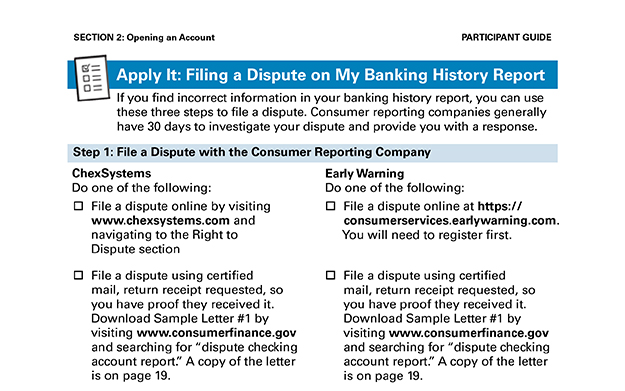 SECTION 2: Opening an Account
PARTICIPANT GUIDE
Apply It: Filing a Dispute on My Banking History Report
If you find incorrect information in your banking history report, you can use
these three steps to file a dispute. Consumer reporting companies generally
have 30 days to investigate your dispute and provide you with a response.
Step 1: File a Dispute with the Consumer Reporting Company
ChexSystems
Do one of the following:
File a dispute online by visiting
www.chexsystems.com and
navigating to the Right to
Dispute section
File a dispute using certified
mail, return receipt requested, so
you have proof they received it.
Download Sample Letter #1 by
visiting www.consumerfinance.gov
and searching for “dispute checking
account report.” A copy of the letter
is on page 19.
Early Warning
Do one of the following:
File a dispute online at https://
consumerservices.earlywarning.com.
You will need to register first.
File a dispute using certified
mail, return receipt requested, so
you have proof they received it.
Download Sample Letter #1 by
visiting www.consumerfinance.gov
and searching for “dispute checking
account report.” A copy of the letter
is on page 19.